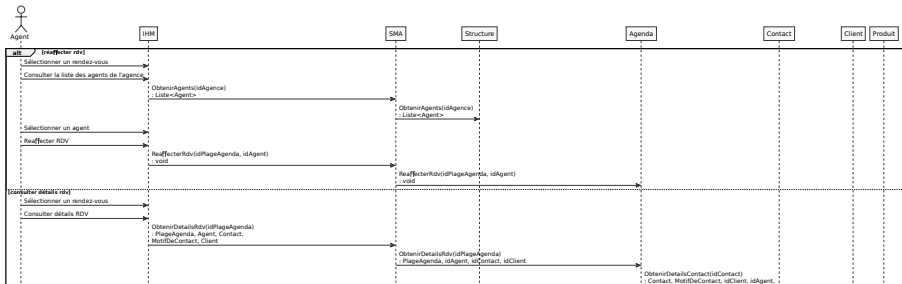 Agent
IHM
SMA
Structure
Agenda
Contact
Client
Produit
alt
[réaffecter rdv]
Sélectionner un rendez-vous
Consulter la liste des agents de l'agence
ObtenirAgents(idAgence)
: Liste<Agent>
ObtenirAgents(idAgence)
: Liste<Agent>
Sélectionner un agent
Reaffecter RDV
ReaffecterRdv(idPlageAgenda, idAgent)
: void
ReaffecterRdv(idPlageAgenda, idAgent)
: void
[consulter détails rdv]
Sélectionner un rendez-vous
Consulter détails RDV
ObtenirDetailsRdv(idPlageAgenda)
: PlageAgenda, Agent, Contact,
MotifDeContact, Client
ObtenirDetailsRdv(idPlageAgenda)
: PlageAgenda, idAgent, idContact, idClient
ObtenirDetailsContact(idContact)
: Contact, MotifDeContact, idClient, idAgent,